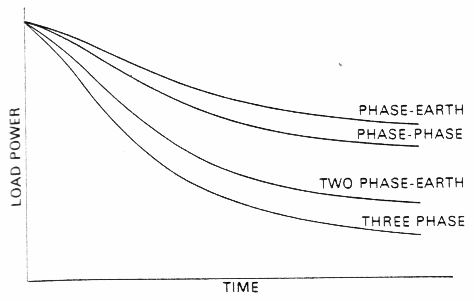 PHASE-EARTH
PHASE-PHASE
TWO PHASE-EARTH
THREE PHASE
LOAD POWER
TIME